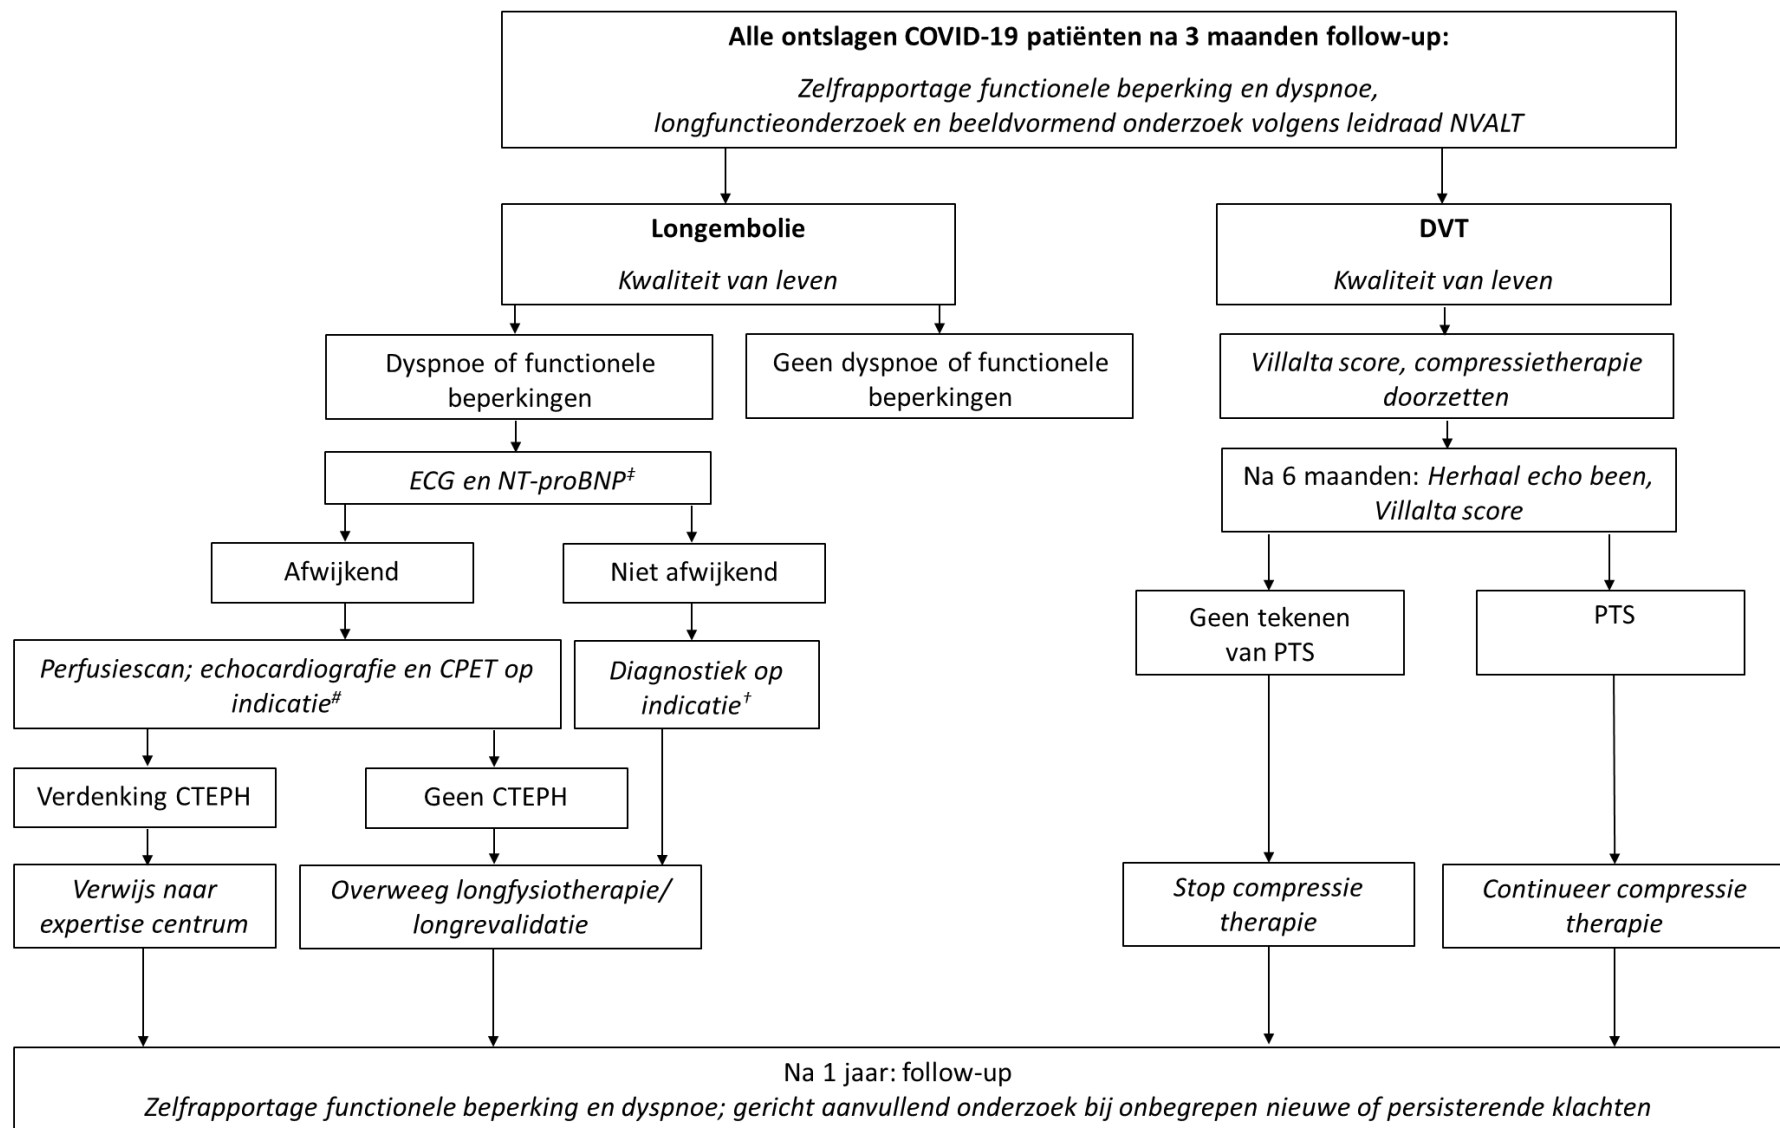 Alle ontslagen COVID-19 patiënten na 3 maanden follow-up:
Zelfrapportage functionele beperking en dyspnoe,
longfunctieonderzoek en beeldvormend onderzoek volgens leidraad NVALT
Longembolie
Kwaliteit van leven
DVT
Kwaliteit van leven
Dyspnoe of functionele
beperkingen
Geen dyspnoe of functionele
beperkingen
Villalta score, compressietherapie
doorzetten
ECG en NT-proBNP‡
Na 6 maanden: Herhaal echo been,
Villalta score
Afwijkend
Niet afwijkend
Geen tekenen
van PTS
PTS
Perfusiescan; echocardiografie en CPET op
indicatie#
Diagnostiek op
indicatie†
Verdenking CTEPH
Geen CTEPH
Verwijs naar
expertise centrum
Overweeg longfysiotherapie/
longrevalidatie
Stop compressie
therapie
Continueer compressie
therapie
Na 1 jaar: follow-up
Zelfrapportage functionele beperking en dyspnoe; gericht aanvullend onderzoek bij onbegrepen nieuwe of persisterende klachten